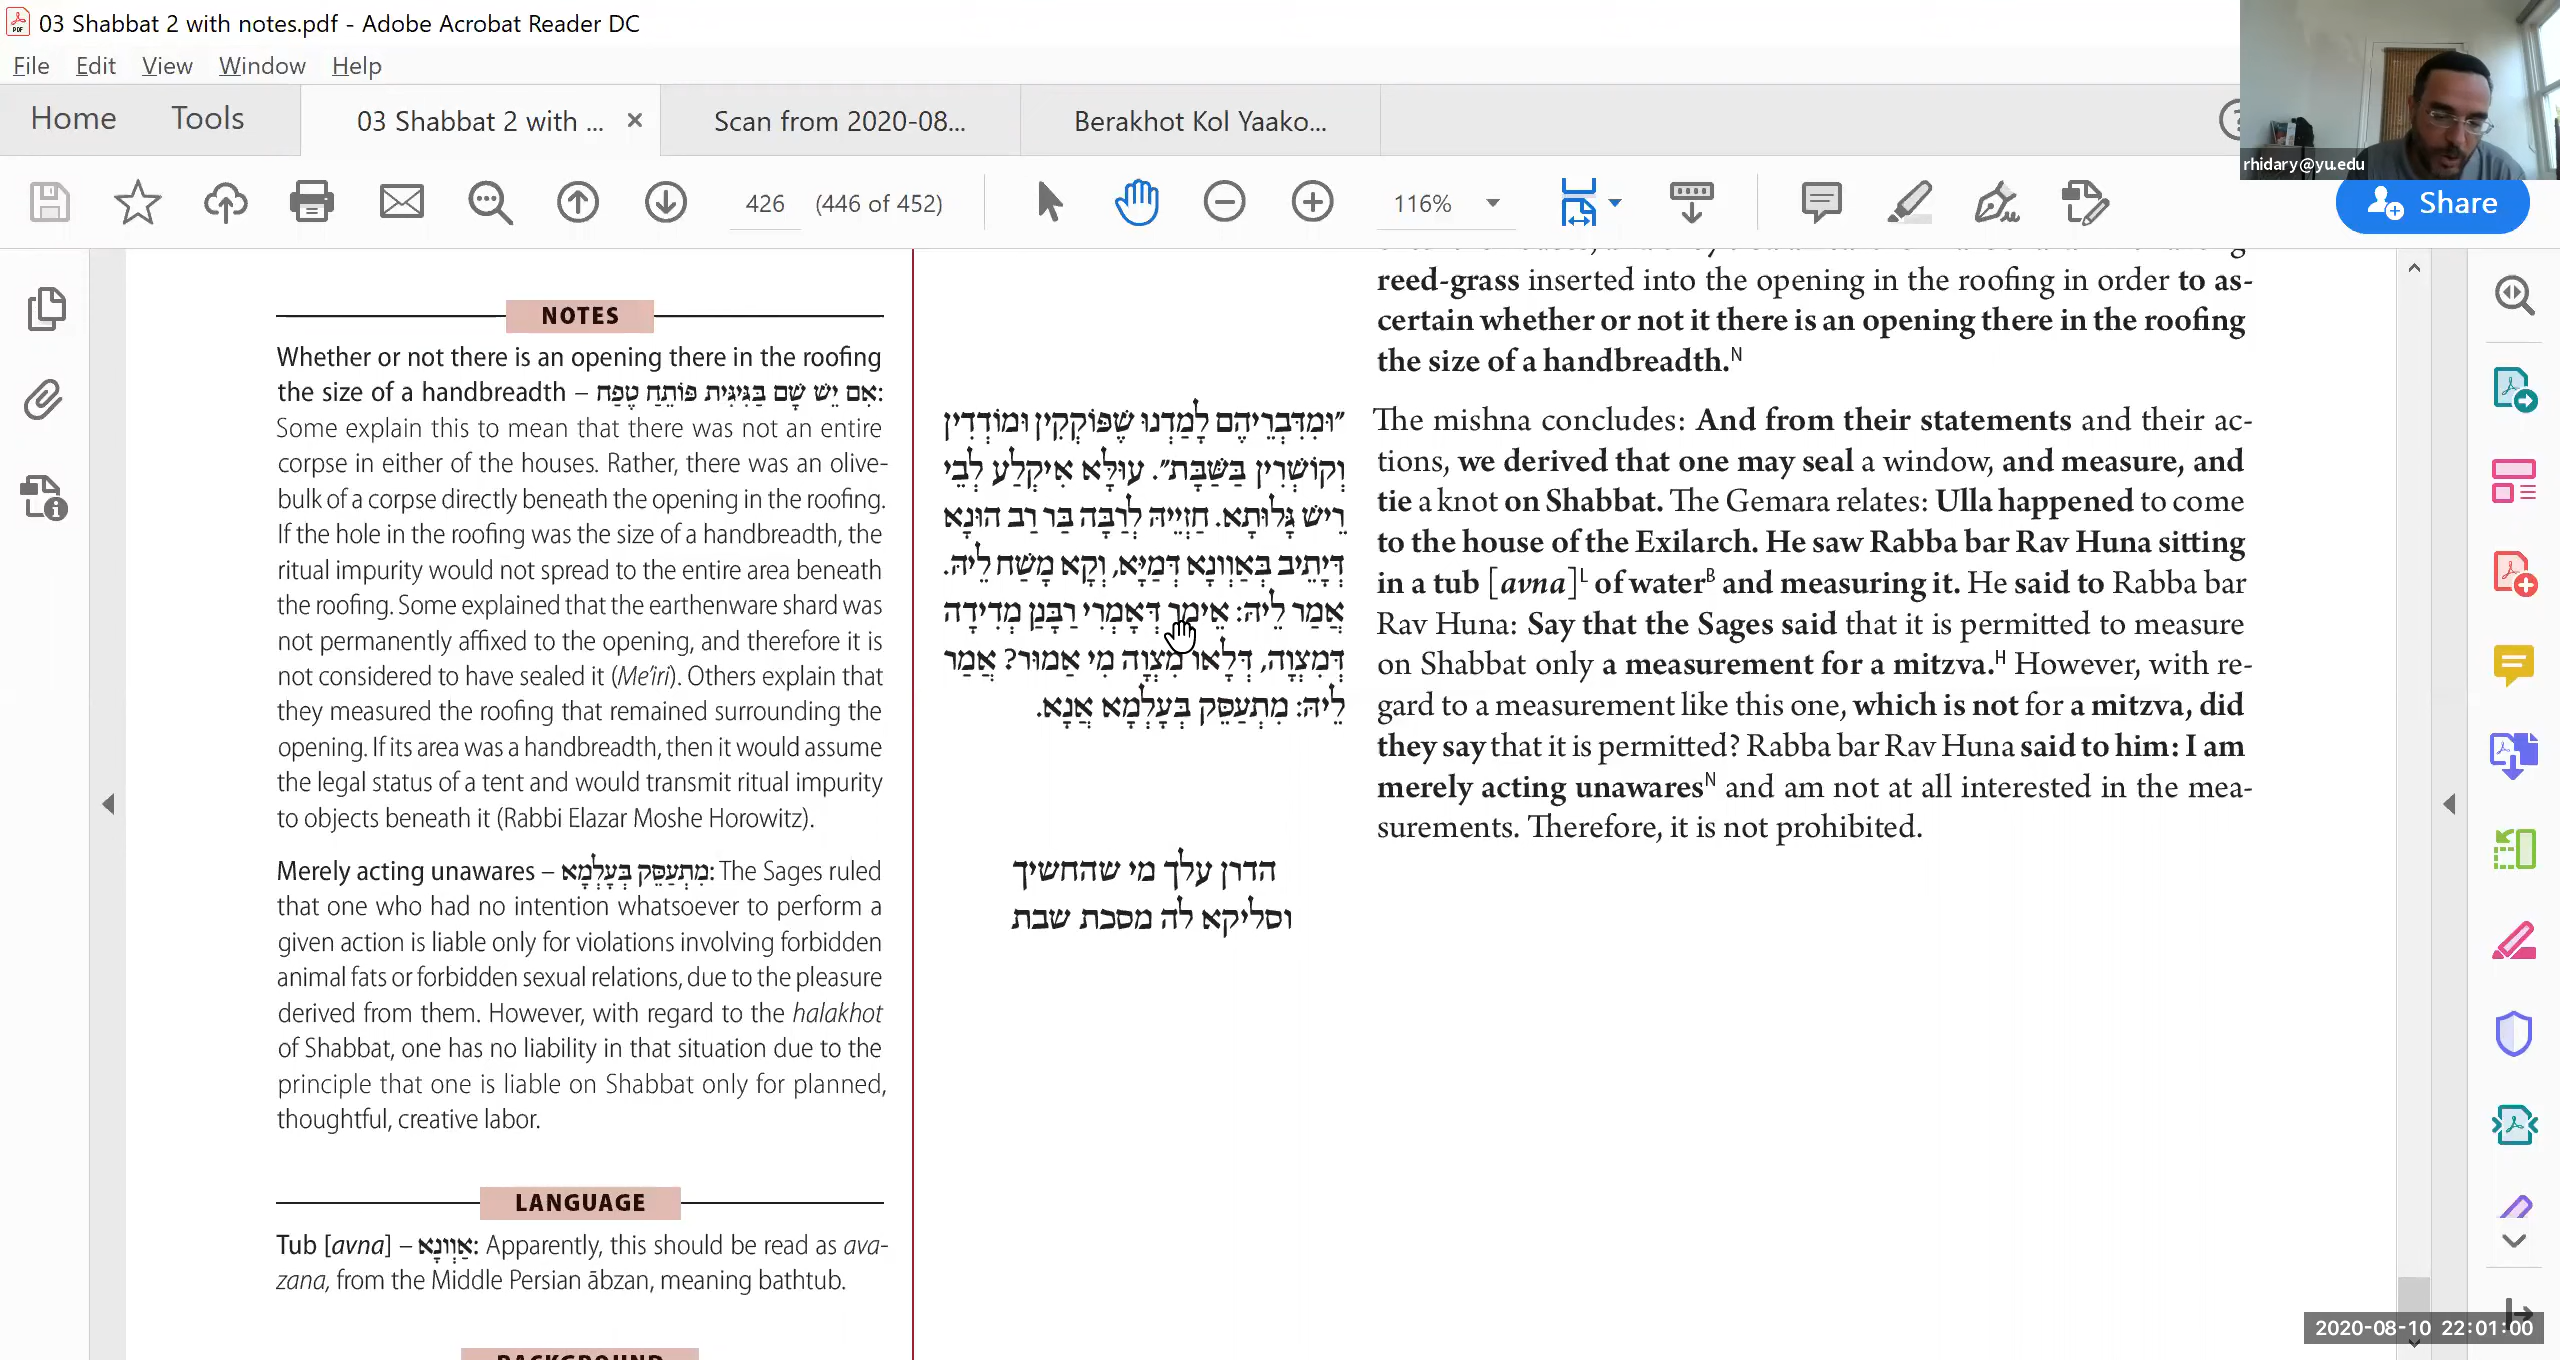 03 Shabbat 2 with notes.pdf - Adobe Acrobat Reader DC
File Edit View Window Help
Home Tools 03 Shabbat 2 with ... × Scan from 2020-08... Berakhot Kol Yaako...
rhidary@yu.edu
426 (446 of 452) 116% Share
NOTES
Whether or not there is an opening there in the roofing
the size of a handbreadth – אִם יֵשׁ שָׁם בַּגִּיגִית פּוֹתֵחַ טֶפַח:
Some explain this to mean that there was not an entire
corpse in either of the houses. Rather, there was an olive-
bulk of a corpse directly beneath the opening in the roofing.
If the hole in the roofing was the size of a handbreadth, the
ritual impurity would not spread to the entire area beneath
the roofing. Some explained that the earthenware shard was
not permanently affixed to the opening, and therefore it is
not considered to have sealed it (Me'iri). Others explain that
they measured the roofing that remained surrounding the
opening. If its area was a handbreadth, then it would assume
the legal status of a tent and would transmit ritual impurity
to objects beneath it (Rabbi Elazar Moshe Horowitz).
Merely acting unawares – מִתְעַסֵּק בְּעָלְמָא: The Sages ruled
that one who had no intention whatsoever to perform a
given action is liable only for violations involving forbidden
animal fats or forbidden sexual relations, due to the pleasure
derived from them. However, with regard to the halakhot
of Shabbat, one has no liability in that situation due to the
principle that one is liable on Shabbat only for planned,
thoughtful, creative labor.
LANGUAGE
Tub [avna] – אַוְונָא: Apparently, this should be read as ava-
zana, from the Middle Persian ābzan, meaning bathtub.
BACKGROUND
״וּמִדִּבְרֵיהֶם לָמַדְנוּ שֶׁפּוֹקְקִין וּמוֹדְדִין
וְקוֹשְׁרִין בַּשַּׁבָּת״. עוּלָּא אִיקְלַע לְבֵי
רֵישׁ גָּלוּתָא. חַזְיֵיהּ לְרַבָּה בַּר רַב הוּנָא
דְּיָתֵיב בְּאַוְונָא דְּמַיָּא, וְקָא מָשַׁח לֵיהּ.
אֲמַר לֵיהּ: אֵימַר דְּאָמְרִי רַבָּנַן מְדִידָה
דְּמִצְוָה, דְּלָאו מִצְוָה מִי אֲמוּר? אֲמַר
לֵיהּ: מִתְעַסֵּק בְּעָלְמָא אֲנָא.
הדרן עלך מי שהחשיך
וסליקא לה מסכת שבת
reed-grass inserted into the opening in the roofing in order to as-
certain whether or not it there is an opening there in the roofing
the size of a handbreadth.N
The mishna concludes: And from their statements and their ac-
tions, we derived that one may seal a window, and measure, and
tie a knot on Shabbat. The Gemara relates: Ulla happened to come
to the house of the Exilarch. He saw Rabba bar Rav Huna sitting
in a tub [avna]L of waterB and measuring it. He said to Rabba bar
Rav Huna: Say that the Sages said that it is permitted to measure
on Shabbat only a measurement for a mitzva.H However, with re-
gard to a measurement like this one, which is not for a mitzva, did
they say that it is permitted? Rabba bar Rav Huna said to him: I am
merely acting unawaresN and am not at all interested in the mea-
surements. Therefore, it is not prohibited.
2020-08-10 22:01:00